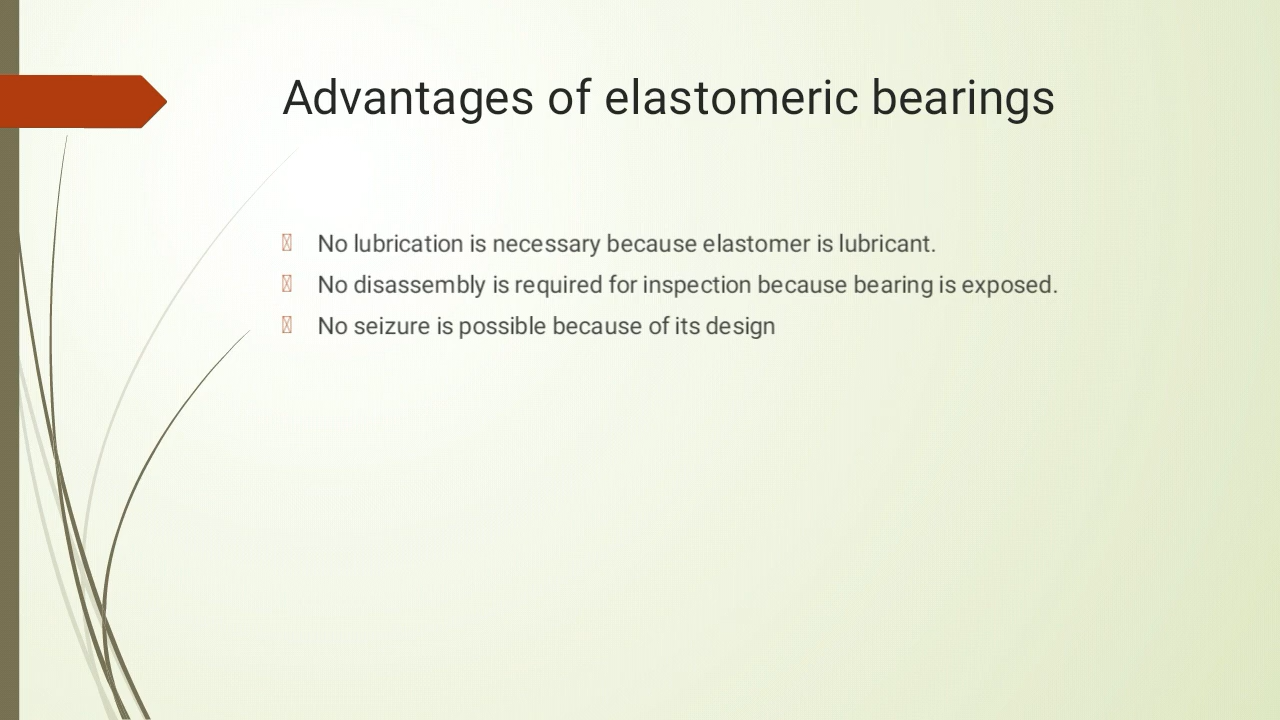 Advantages of elastomeric bearings
No lubrication is necessary because elastomer is lubricant.
No disassembly is required for inspection because bearing is exposed.
No seizure is possible because of its design